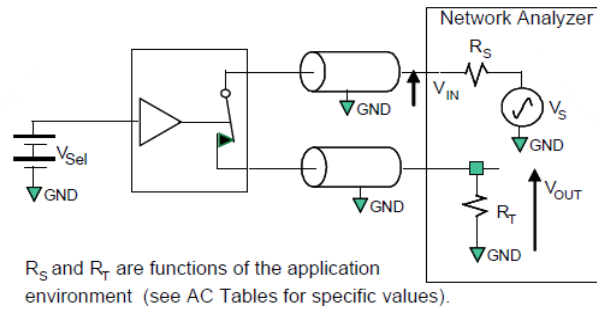 Network Analyzer
RS
VIN
GND
VS
GND
VSel
GND
GND
VOUT
RT
GND
RS and RT are functions of the application
environment (see AC Tables for specific values).